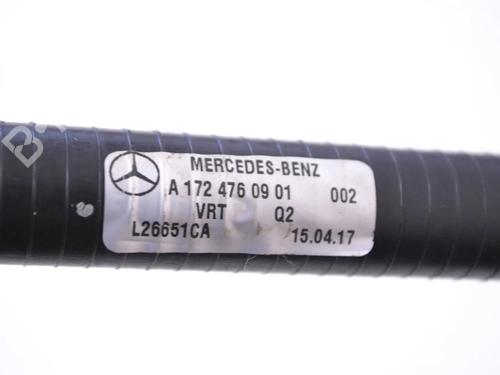 MERCEDES-BENZ
A 172 476 09 01 002
VRT Q2
L26651CA 15.04.17